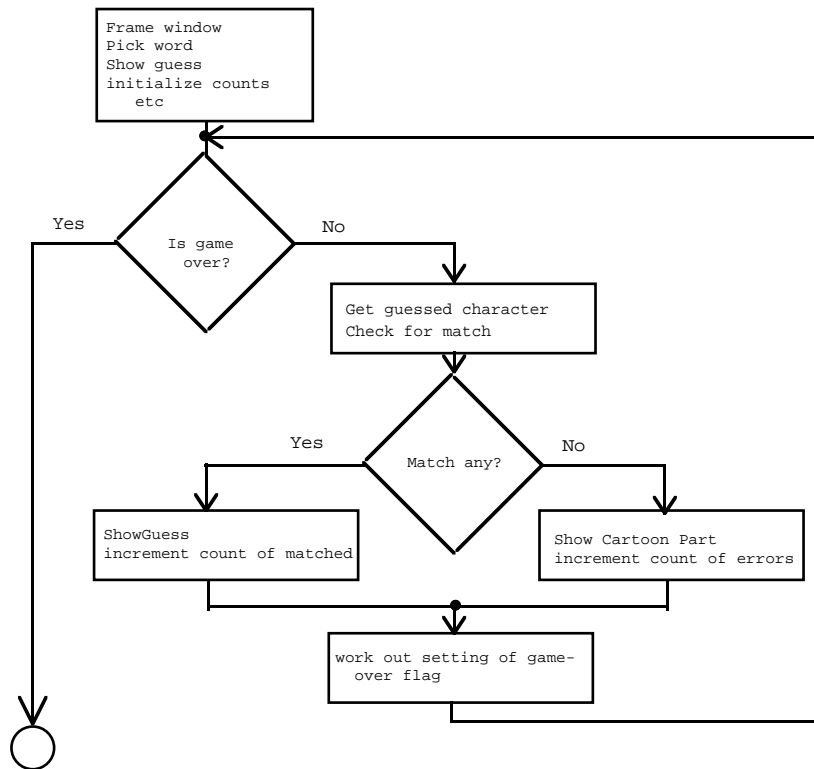 Frame window
Pick word
Show guess
initialize counts
etc
Yes
No
Is game
over?
Get guessed character
Check for match
Yes
No
Match any?
ShowGuess
increment count of matched
Show Cartoon Part
increment count of errors
work out setting of game-
over flag